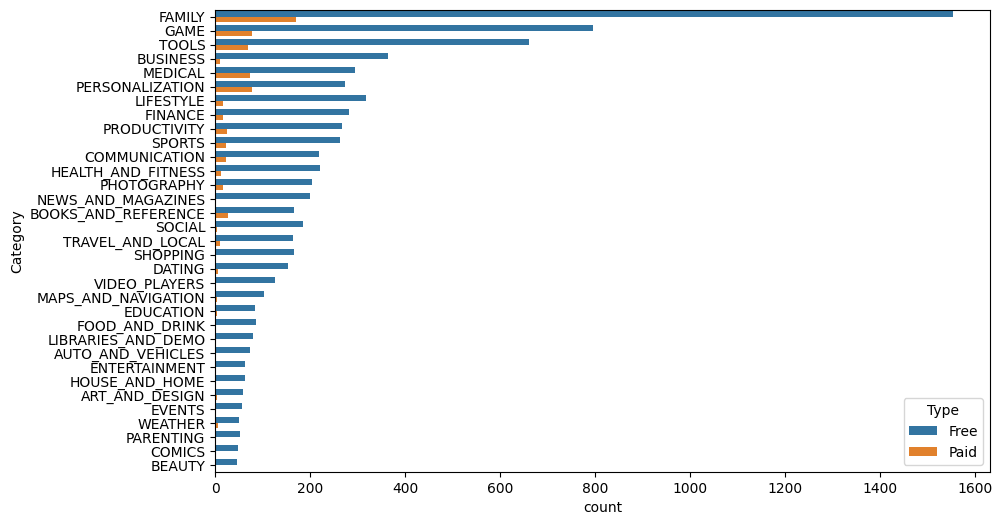 FAMILY
GAME
TOOLS
BUSINESS
MEDICAL
PERSONALIZATION
LIFESTYLE
FINANCE
PRODUCTIVITY
SPORTS
COMMUNICATION
HEALTH_AND_FITNESS
PHOTOGRAPHY
NEWS_AND_MAGAZINES
BOOKS_AND_REFERENCE
SOCIAL
TRAVEL_AND_LOCAL
SHOPPING
DATING
VIDEO_PLAYERS
MAPS_AND_NAVIGATION
EDUCATION
FOOD_AND_DRINK
LIBRARIES_AND_DEMO
AUTO_AND_VEHICLES
ENTERTAINMENT
HOUSE_AND_HOME
ART_AND_DESIGN
EVENTS
WEATHER
PARENTING
COMICS
BEAUTY
Category
0 200 400 600 800 1000 1200 1400 1600
count
Type
Free
Paid